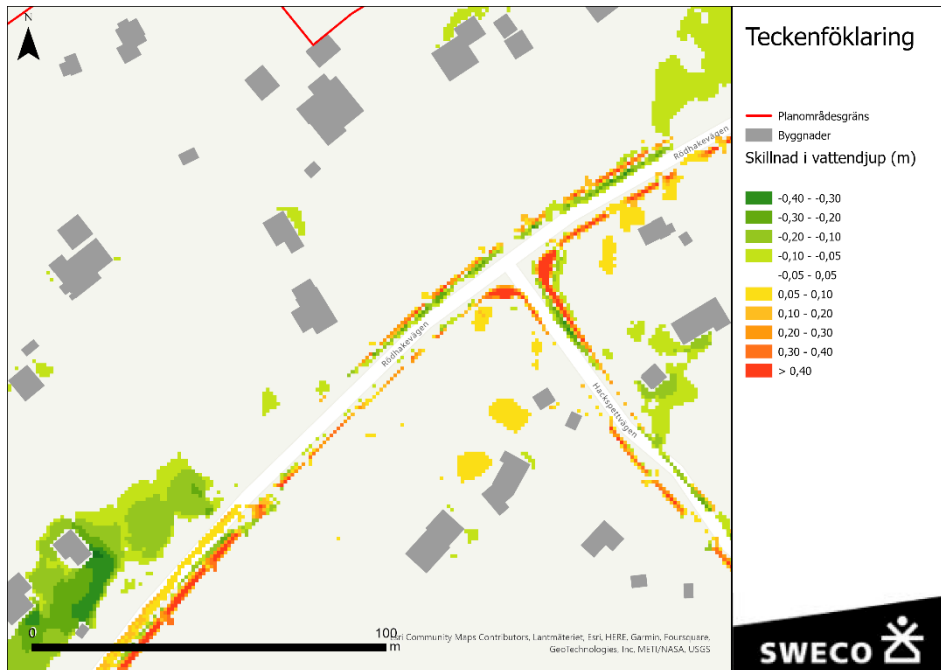 N
Rödhakevägen
Rödhakevägen
Hackspettvägen
0
100
m
Esri Community Maps Contributors, Lantmäteriet, Esri, HERE, Garmin, Foursquare,
GeoTechnologies, Inc, METI/NASA, USGS
Teckenföklaring
Planområdesgräns
Byggnader
Skillnad i vattendjup (m)
-0,40 - -0,30
-0,30 - -0,20
-0,20 - -0,10
-0,10 - -0,05
-0,05 - 0,05
0,05 - 0,10
0,10 - 0,20
0,20 - 0,30
0,30 - 0,40
> 0,40
SWECO